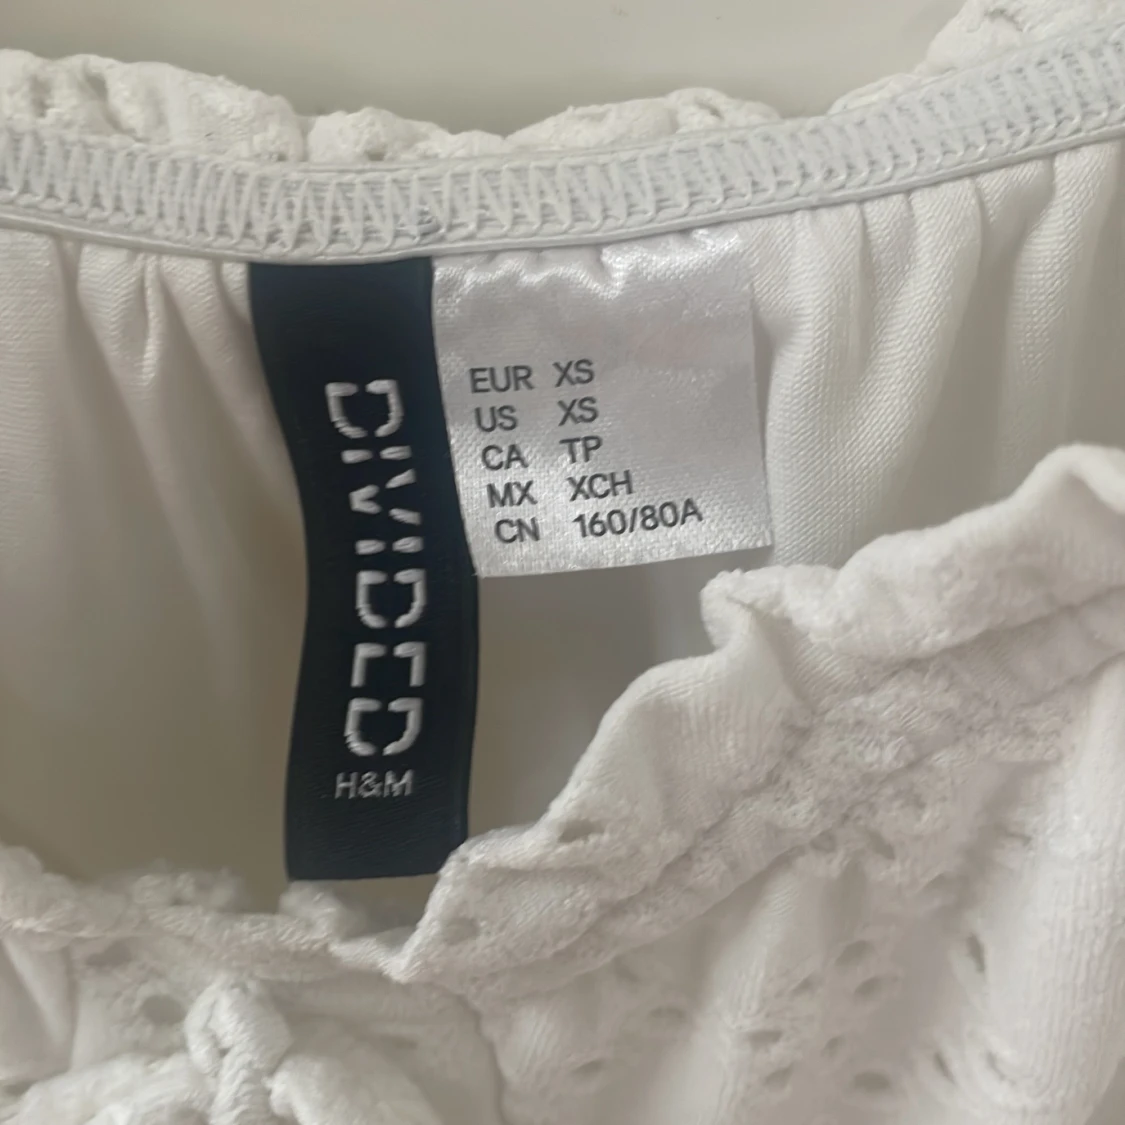 DIVIDED
H&M
EUR XS
US XS
CA TP
MX XCH
CN 160/80A